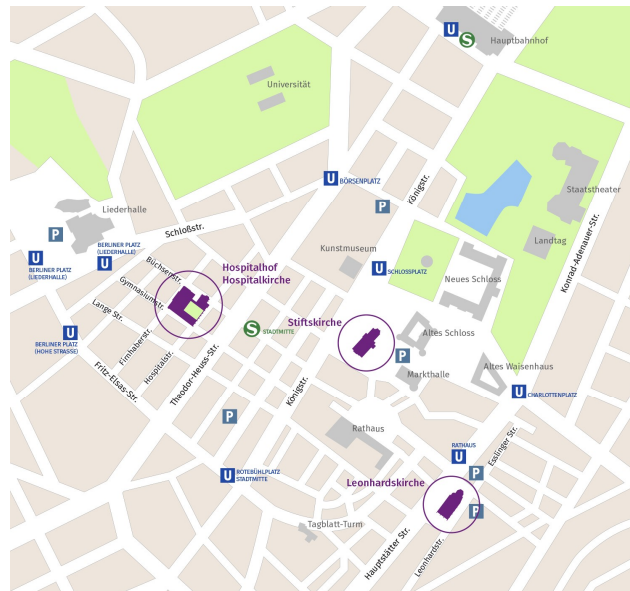 U
S
Hauptbahnhof
Universität
U BÖRSENPLATZ
Königstr.
P
Staatstheater
Liederhalle
P
Schloßstr.
Landtag
Konrad-Adenauer-Str.
BERLINER PLATZ
(LIEDERHALLE)
U
U
BERLINER PLATZ
(LIEDERHALLE)
Kunstmuseum
U SCHLOSSPLATZ
Neues Schloss
Büchsenstr.
Hospitalhof
Hospitalkirche
Gymnasiumstr.
Lange Str.
Firnhaberstr.
Hospitalstr.
U
BERLINER PLATZ
(HOHE STRASSE)
S STADTMITTE
Stiftskirche
Altes Schloss
P
Markthalle
Altes Waisenhaus
Fritz-Elsas-Str.
Theodor-Heuss-Str.
Königstr.
U CHARLOTTENPLATZ
P
Rathaus
RATHAUS
U
Esslinger Str.
P
U ROTEBÜHLPLATZ
STADTMITTE
Leonhardskirche
P
Tagblatt-Turm
Hauptstätter Str.
Leonhardstr.